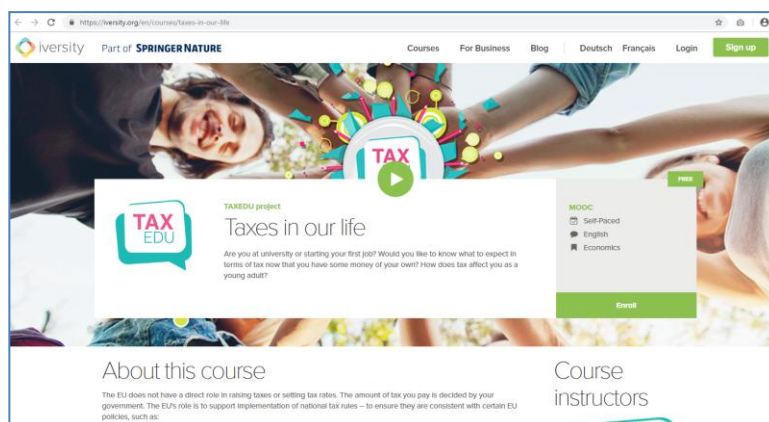 https://iversity.org/en/courses/taxes-in-our-life
iversity Part of SPRINGER NATURE Courses For Business Blog Deutsch Français Login Sign up
TAX
FREE
TAX
EDU
TAXEDU project
Taxes in our life
Are you at university or starting your first job? Would you like to know what to expect in
terms of tax now that you have some money of your own? How does tax affect you as a
young adult?
MOOC
Self-Paced
English
Economics
Enroll
About this course
The EU does not have a direct role in raising taxes or setting tax rates. The amount of tax you pay is decided by your
government. The EU's role is to support implementation of national tax rules – to ensure they are consistent with certain EU
policies, such as:
Course
instructors